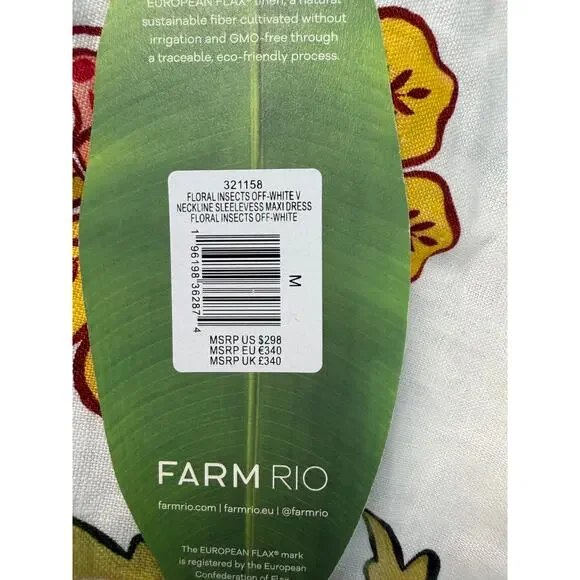 EUROPEAN FLAX® linen, a natural
sustainable fiber cultivated without
irrigation and GMO-free through
a traceable, eco-friendly process.
321158
FLORAL INSECTS OFF-WHITE V
NECKLINE SLEELEVESS MAXI DRESS
FLORAL INSECTS OFF-WHITE
1 96198 36287 4
M
MSRP US $298
MSRP EU €340
MSRP UK £340
FARM RIO
farmrio.com | farmrio.eu | @farmrio
The EUROPEAN FLAX® mark
is registered by the European
Confederation of Flax